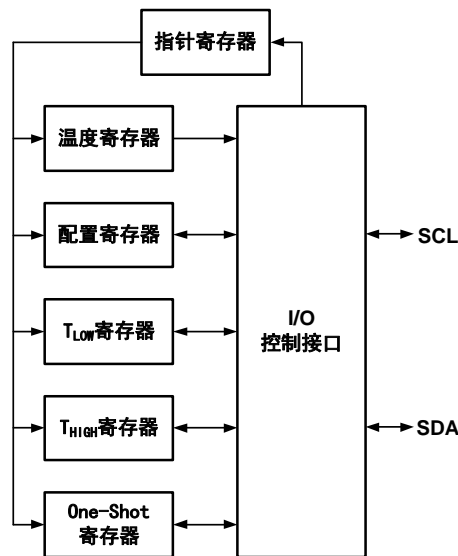 指针寄存器
温度寄存器
配置寄存器
TLOW寄存器
THIGH寄存器
One-Shot
寄存器
I/O
控制接口
SCL
SDA